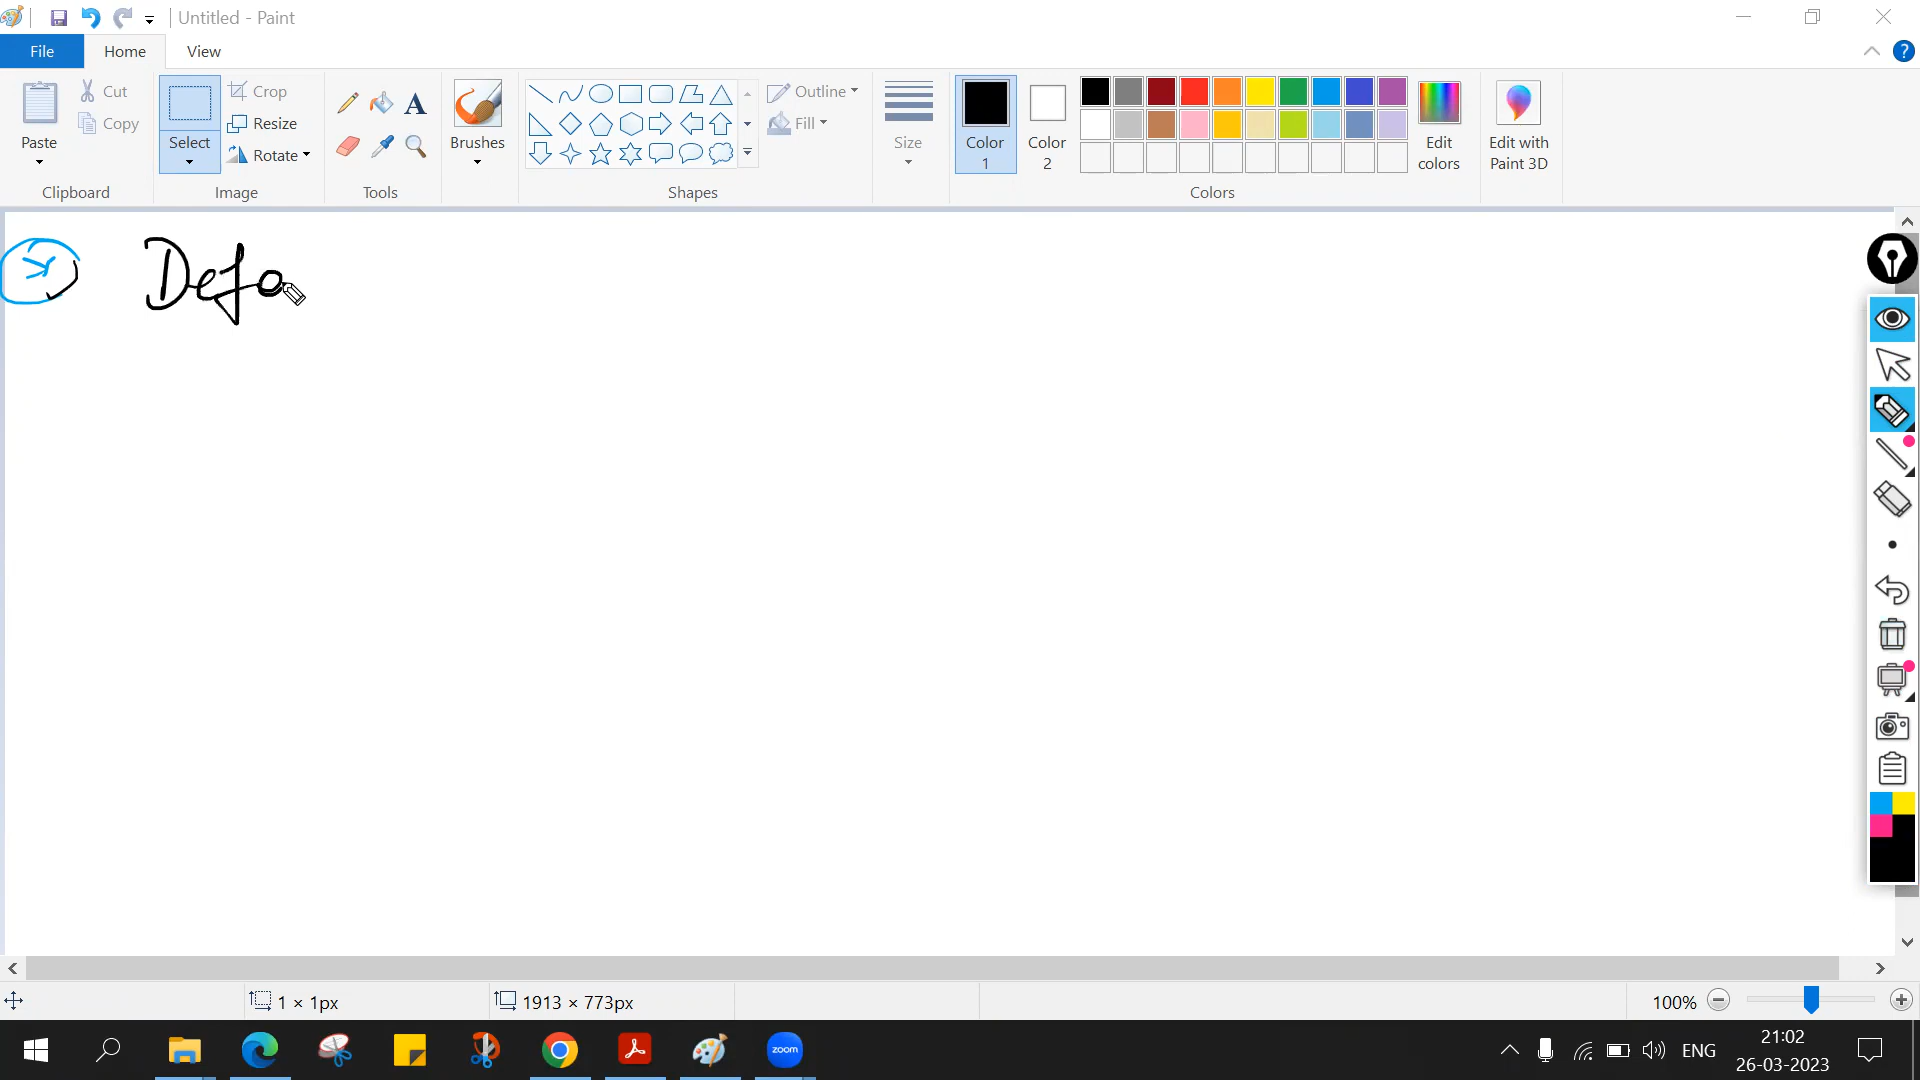 Untitled - Paint
File Home View
Paste Cut Copy
Select Crop Resize Rotate
Brushes
Outline Fill
Size
Color 1
Color 2
Edit colors
Edit with Paint 3D
Clipboard Image Tools Shapes Colors
Defa
1 × 1px 1913 × 773px 100%
zoom ENG 21:02
26-03-2023